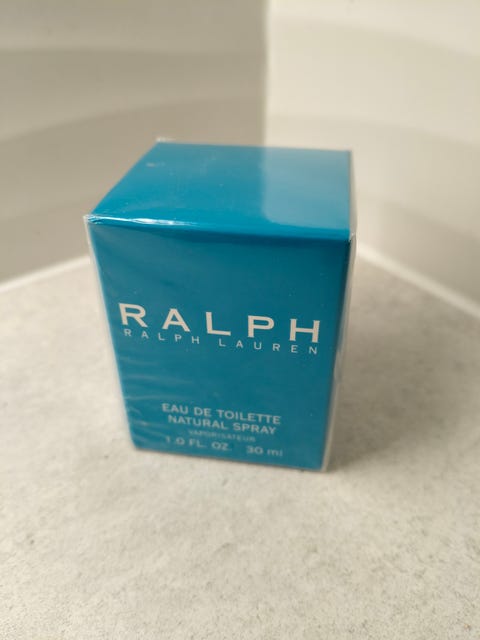 RALPH
RALPH LAUREN
EAU DE TOILETTE
NATURAL SPRAY
VAPORISATEUR
1.0 FL. OZ. 30 ml